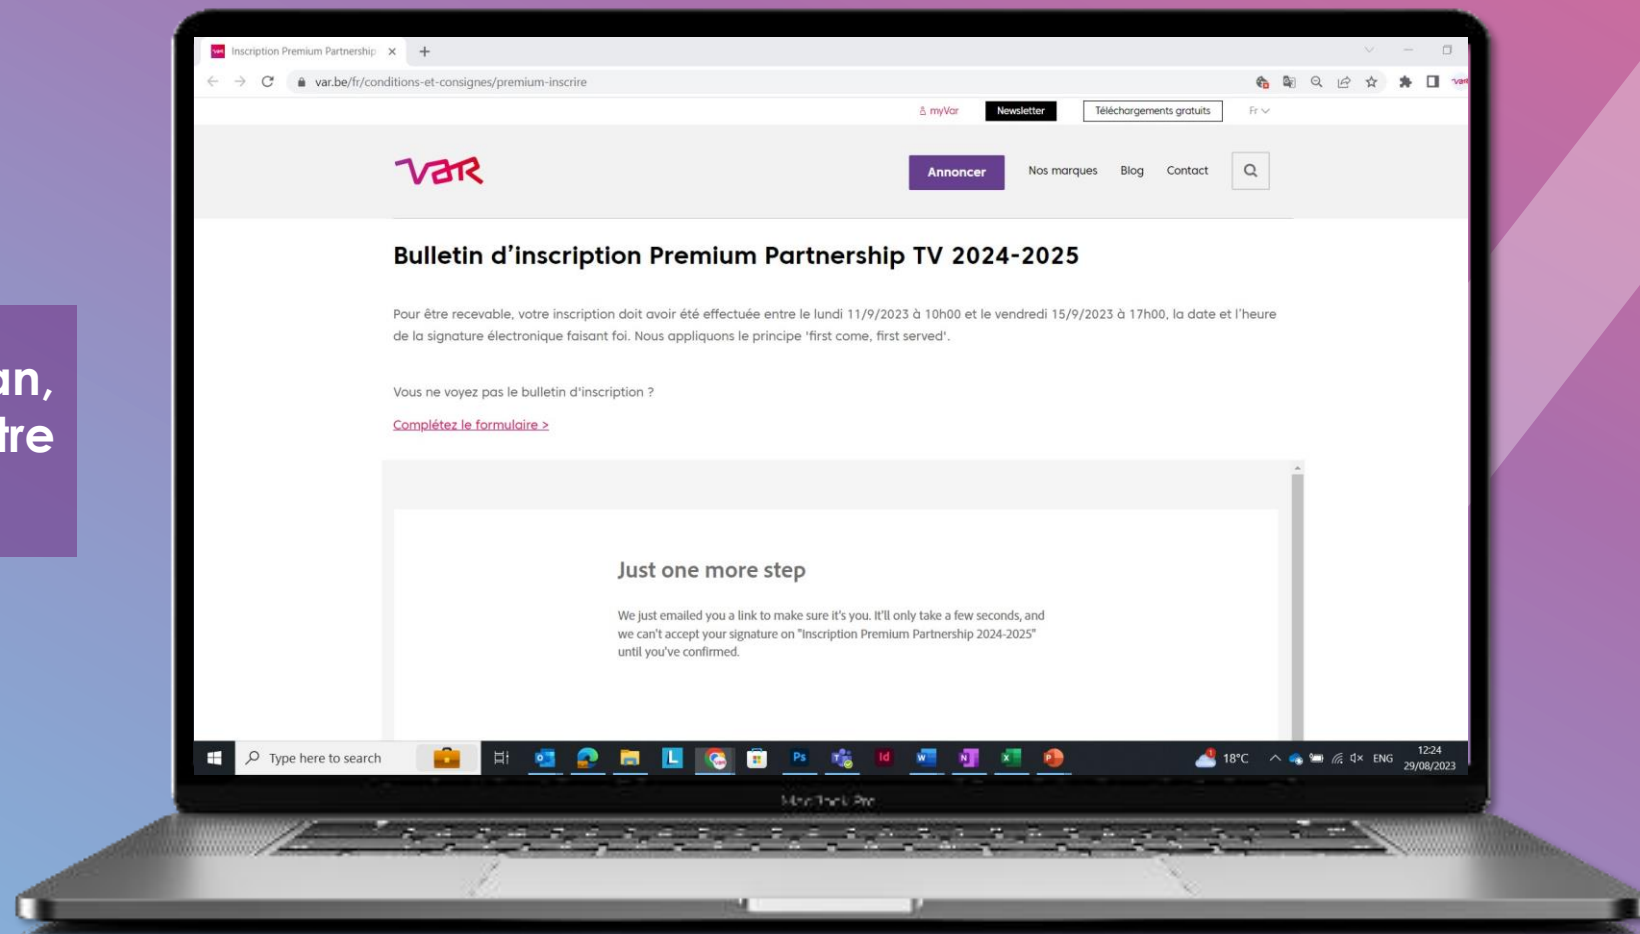 an,
tre
Inscription Premium Partnership
var.be/fr/conditions-et-consignes/premium-inscrire
myVar Newsletter Téléchargements gratuits Fr
var
Annoncer Nos marques Blog Contact
Bulletin d'inscription Premium Partnership TV 2024-2025
Pour être recevable, votre inscription doit avoir été effectuée entre le lundi 11/9/2023 à 10h00 et le vendredi 15/9/2023 à 17h00, la date et l'heure
de la signature électronique faisant foi. Nous appliquons le principe 'first come, first served'.
Vous ne voyez pas le bulletin d'inscription ?
Complétez le formulaire >
Just one more step
We just emailed you a link to make sure it's you. It'll only take a few seconds, and
we can't accept your signature on "Inscription Premium Partnership 2024-2025"
until you've confirmed.
Type here to search
18°C ENG 12:24
29/08/2023
MacBook Pro